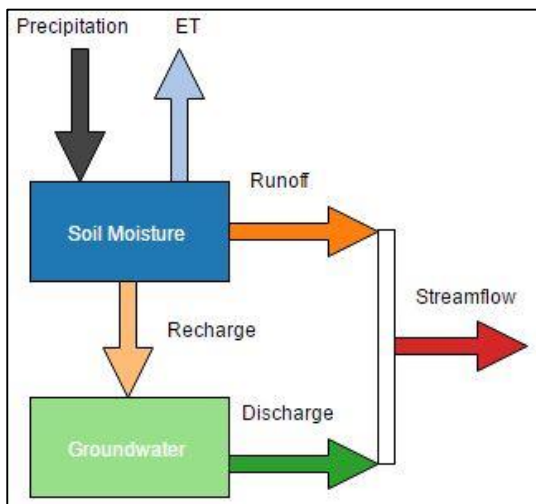 Precipitation
ET
Runoff
Soil Moisture
Streamflow
Recharge
Discharge
Groundwater